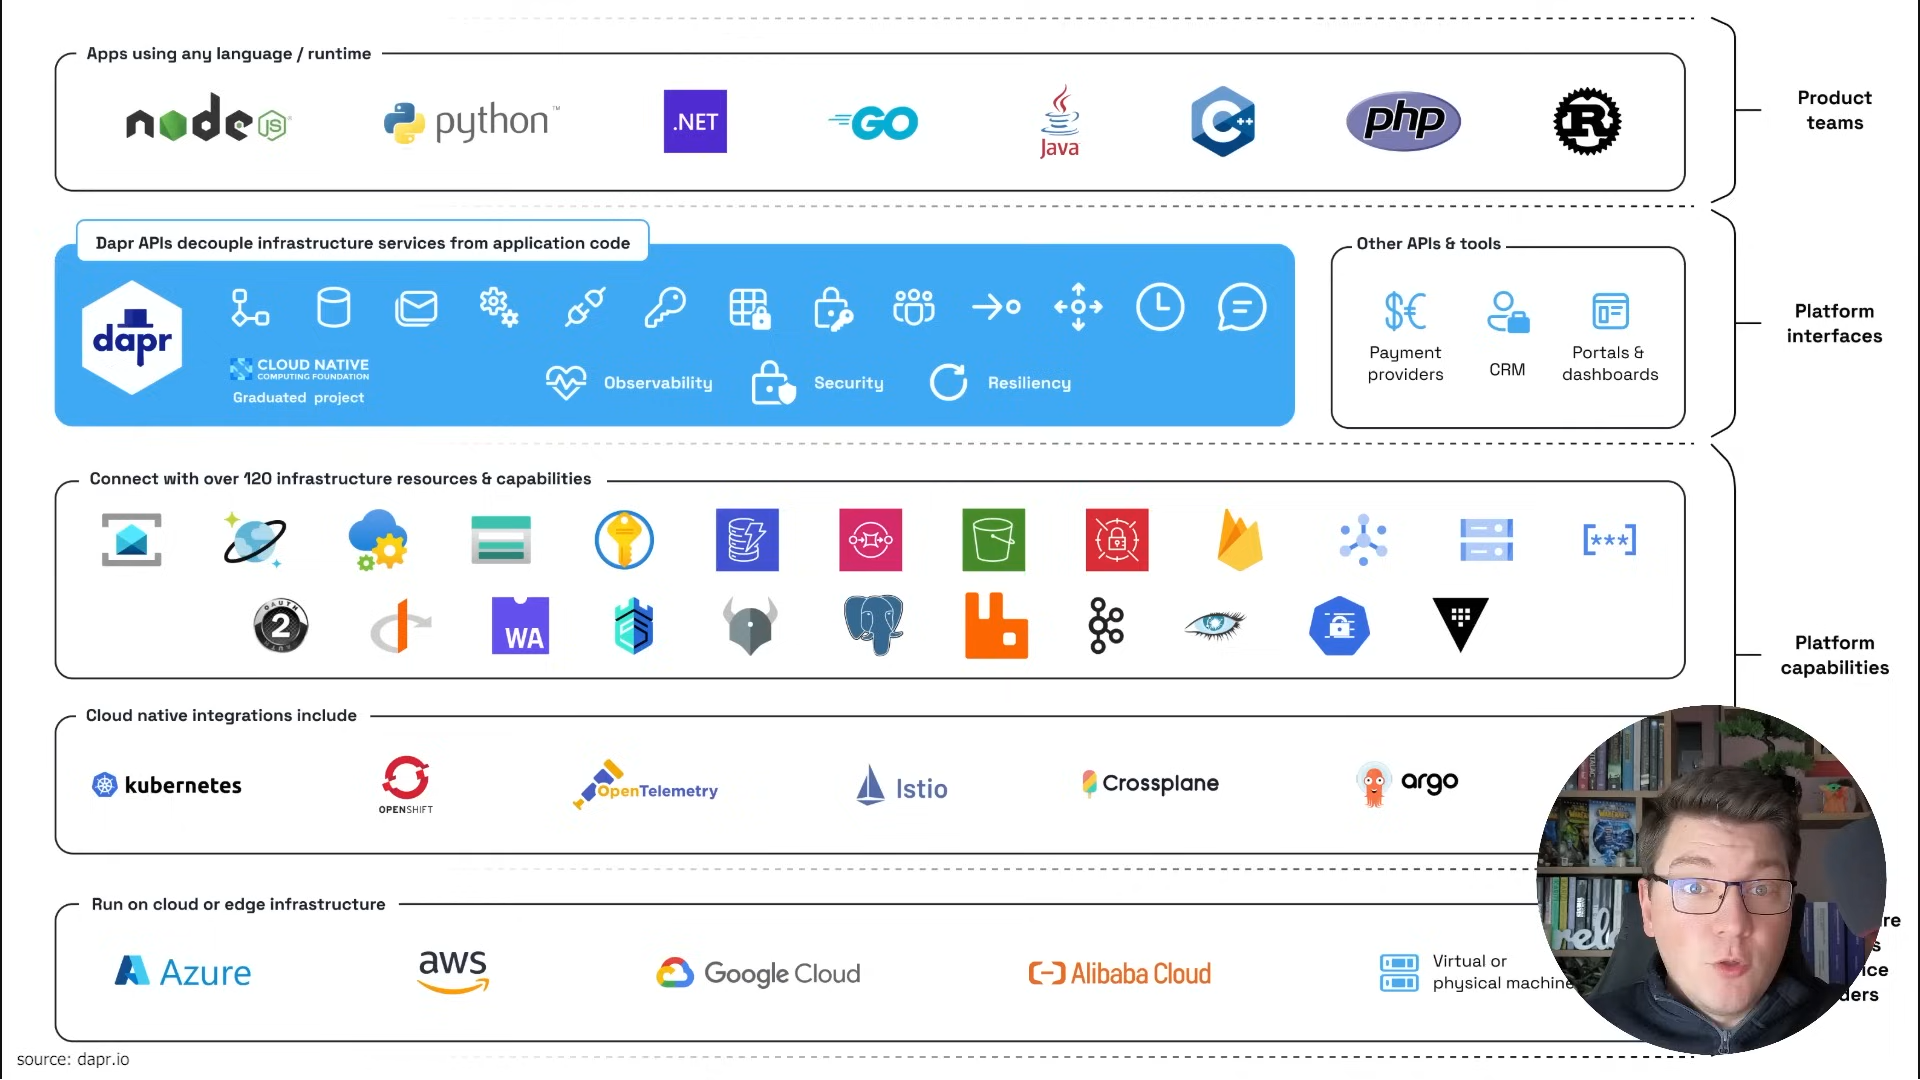 Apps using any language / runtime
node JS
python™
.NET
GO
Java
C++
php
R
Product
teams
Dapr APIs decouple infrastructure services from application code
dapr
CLOUD NATIVE
COMPUTING FOUNDATION
Graduated project
Observability
Security
Resiliency
Other APIs & tools
$€
Payment
providers
CRM
Portals &
dashboards
Platform
interfaces
Connect with over 120 infrastructure resources & capabilities
[***]
OAUTH
2
WA
Platform
capabilities
Cloud native integrations include
kubernetes
OPENSHIFT
OpenTelemetry
Istio
Crossplane
argo
Run on cloud or edge infrastructure
Azure
aws
Google Cloud
Alibaba Cloud
Virtual or
physical machine
source: dapr.io